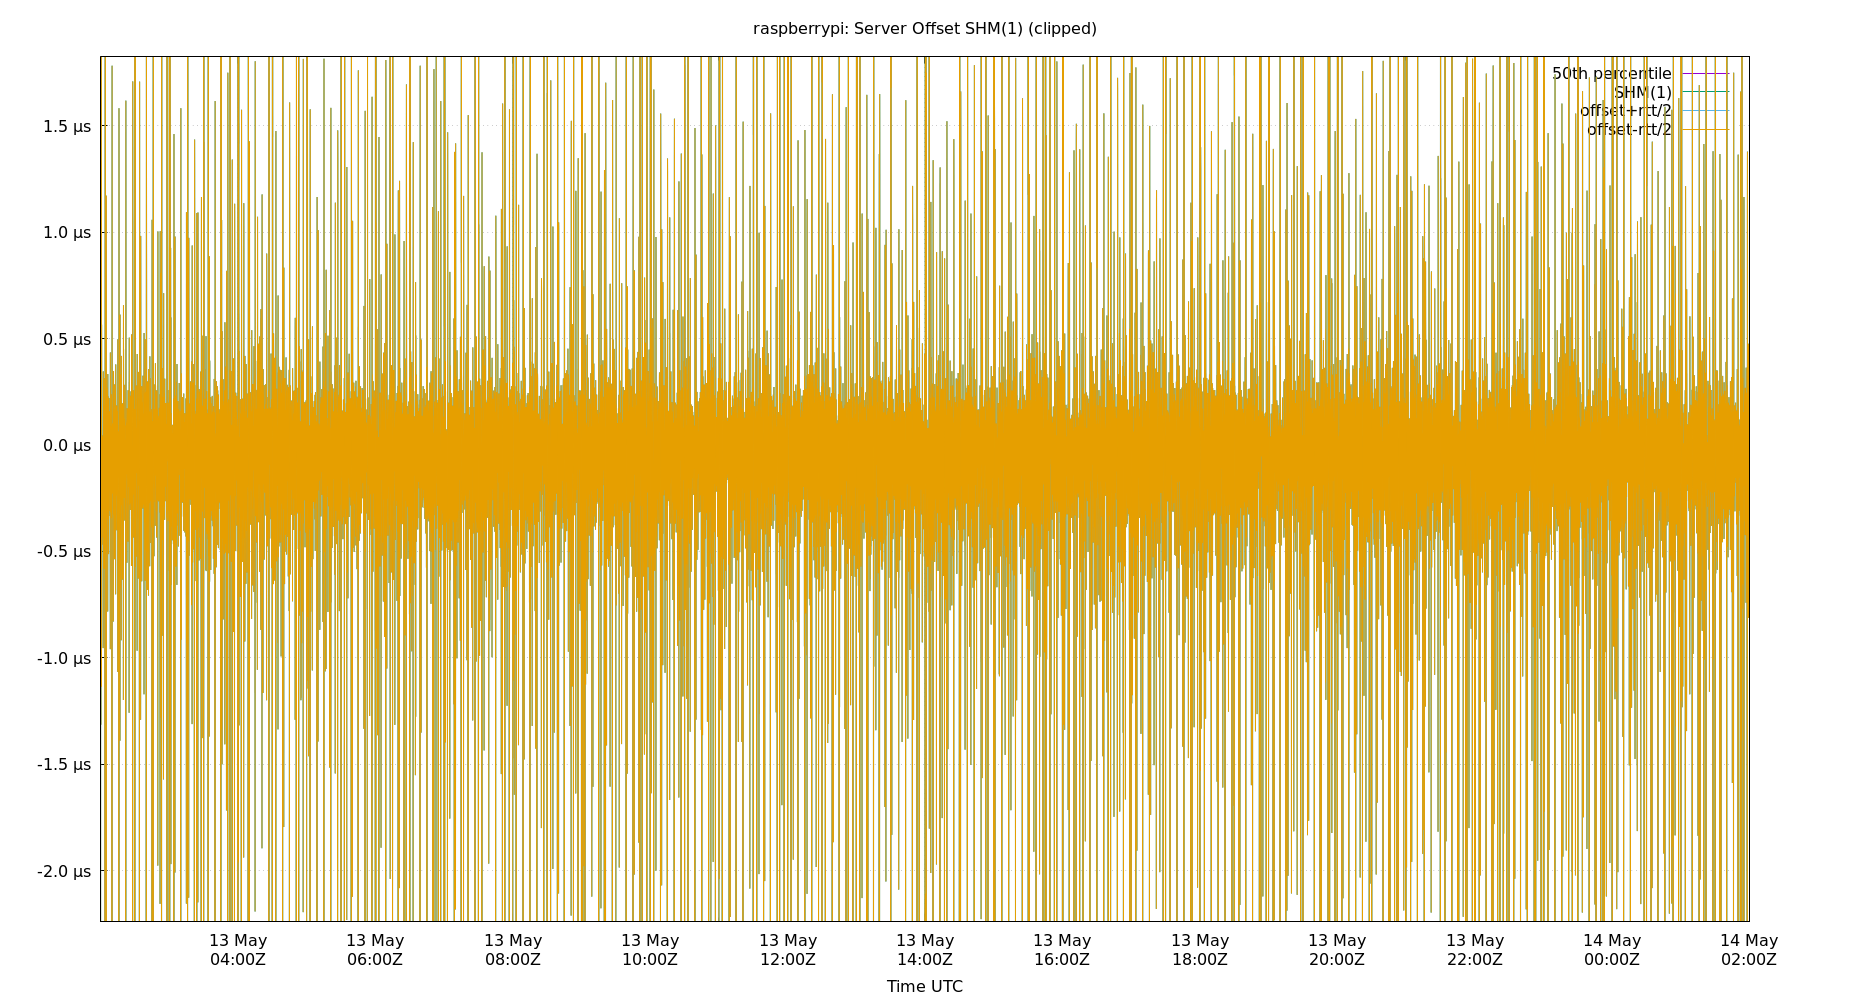 raspberrypi: Server Offset SHM(1) (clipped)
50th percentile
SHM(1)
offset+rtt/2
offset-rtt/2
1.5 µs
1.0 µs
0.5 µs
0.0 µs
-0.5 µs
-1.0 µs
-1.5 µs
-2.0 µs
13 May 13 May 13 May 13 May 13 May 13 May 13 May 13 May 13 May 13 May 14 May 14 May
04:00Z 06:00Z 08:00Z 10:00Z 12:00Z 14:00Z 16:00Z 18:00Z 20:00Z 22:00Z 00:00Z 02:00Z
Time UTC